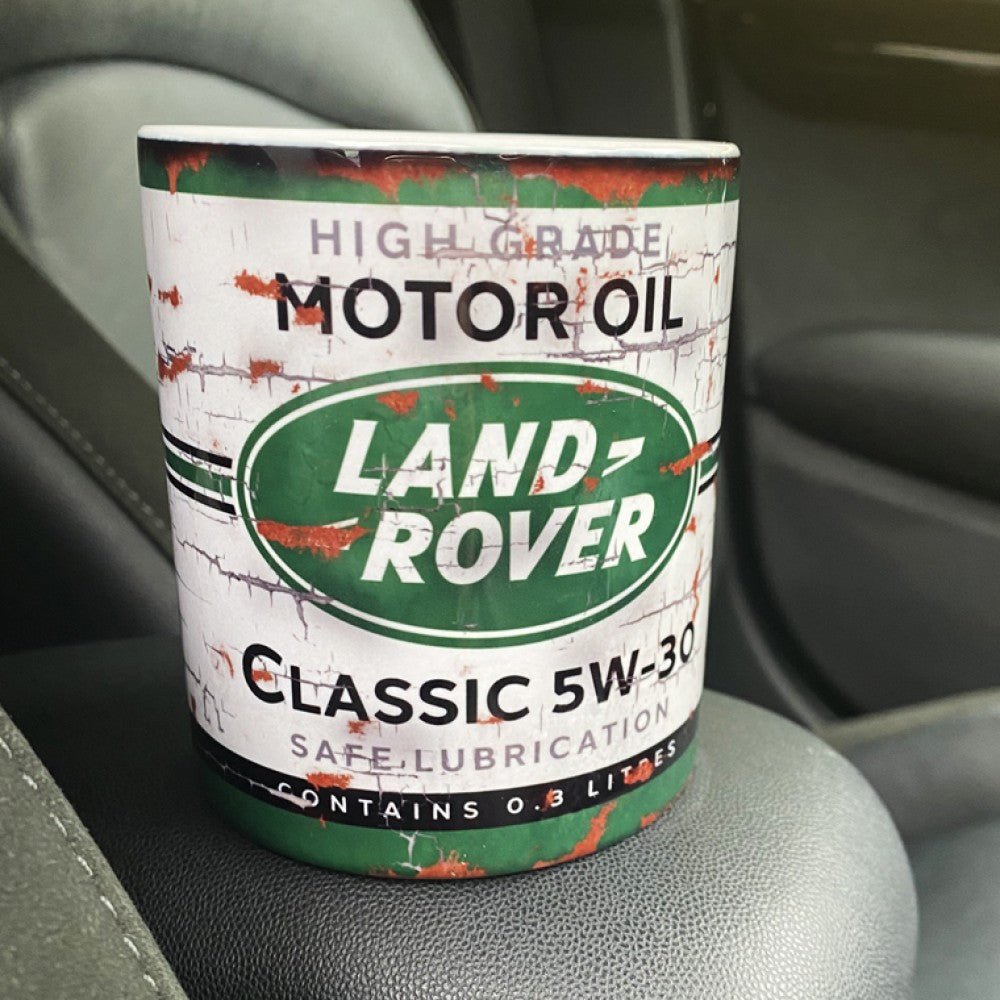 HIGH GRADE
MOTOR OIL
LAND-
ROVER
CLASSIC 5W-30
SAFE LUBRICATION
CONTAINS 0.3 LITRES